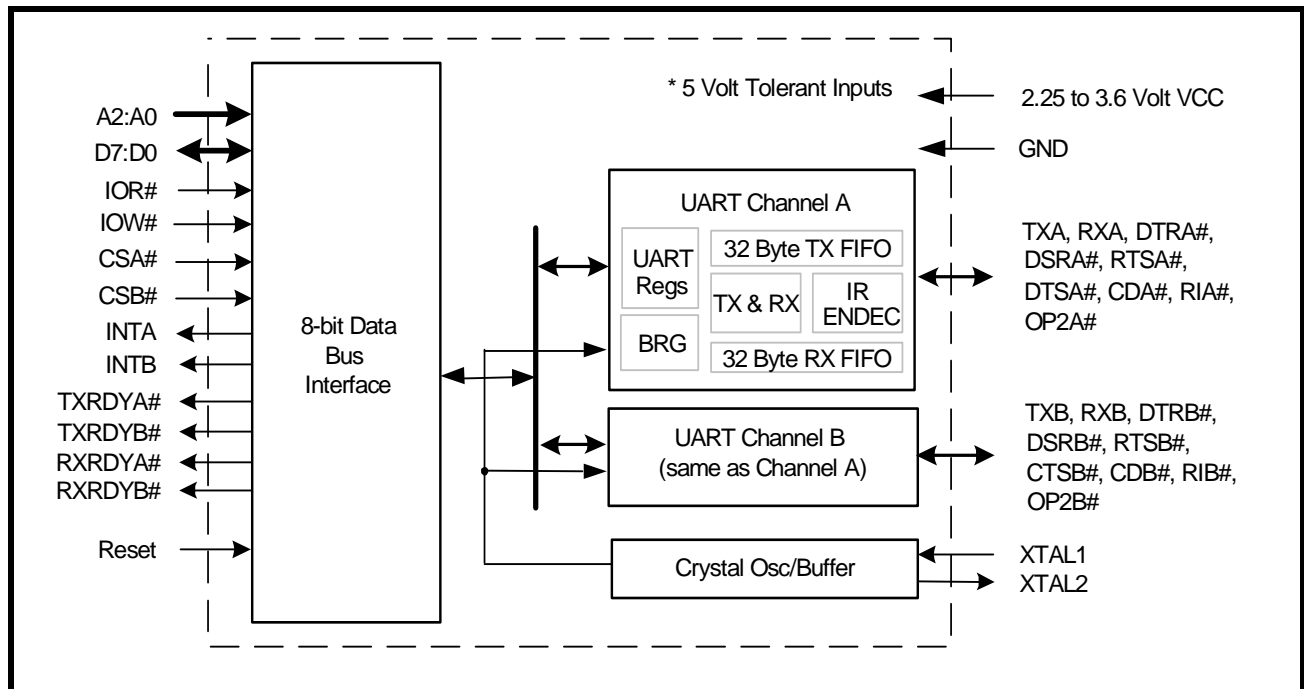 A2:A0
D7:D0
IOR#
IOW#
CSA#
CSB#
INTA
INTB
TXRDYA#
TXRDYB#
RXRDYA#
RXRDYB#
Reset
8-bit Data
Bus
Interface
* 5 Volt Tolerant Inputs
2.25 to 3.6 Volt VCC
GND
UART Channel A
UART
Regs
BRG
32 Byte TX FIFO
TX & RX
IR
ENDEC
32 Byte RX FIFO
TXA, RXA, DTRA#,
DSRA#, RTSA#,
DTSA#, CDA#, RIA#,
OP2A#
UART Channel B
(same as Channel A)
TXB, RXB, DTRB#,
DSRB#, RTSB#,
CTSB#, CDB#, RIB#,
OP2B#
Crystal Osc/Buffer
XTAL1
XTAL2